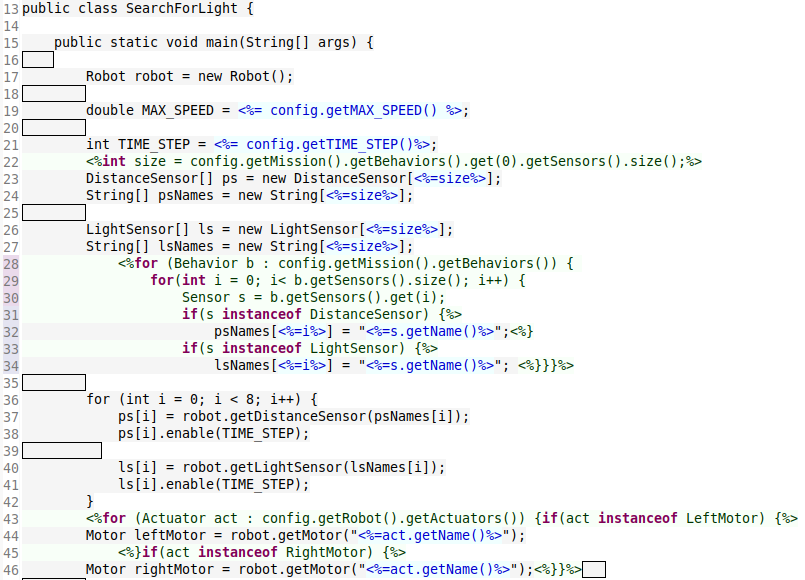 13 public class SearchForLight {
14
15     public static void main(String[] args) {
16
17         Robot robot = new Robot();
18
19         double MAX_SPEED = <%= config.getMAX_SPEED() %>;
20
21         int TIME_STEP = <%= config.getTIME_STEP()%>;
22         <%int size = config.getMission().getBehaviors().get(0).getSensors().size();%>
23         DistanceSensor[] ps = new DistanceSensor[<%=size%>];
24         String[] psNames = new String[<%=size%>];
25
26         LightSensor[] ls = new LightSensor[<%=size%>];
27         String[] lsNames = new String[<%=size%>];
28             <%for (Behavior b : config.getMission().getBehaviors()) {
29                 for(int i = 0; i< b.getSensors().size(); i++) {
30                     Sensor s = b.getSensors().get(i);
31                     if(s instanceof DistanceSensor) {%>
32                         psNames[<%=i%>] = "<%=s.getName()%>";<%}
33                     if(s instanceof LightSensor) {%>
34                         lsNames[<%=i%>] = "<%=s.getName()%>"; <%}}}%>
35
36         for (int i = 0; i < 8; i++) {
37             ps[i] = robot.getDistanceSensor(psNames[i]);
38             ps[i].enable(TIME_STEP);
39
40             ls[i] = robot.getLightSensor(lsNames[i]);
41             ls[i].enable(TIME_STEP);
42         }
43         <%for (Actuator act : config.getRobot().getActuators()) {if(act instanceof LeftMotor) {%>
44         Motor leftMotor = robot.getMotor("<%=act.getName()%>");
45             <%}if(act instanceof RightMotor) {%>
46         Motor rightMotor = robot.getMotor("<%=act.getName()%>");<%}}%>